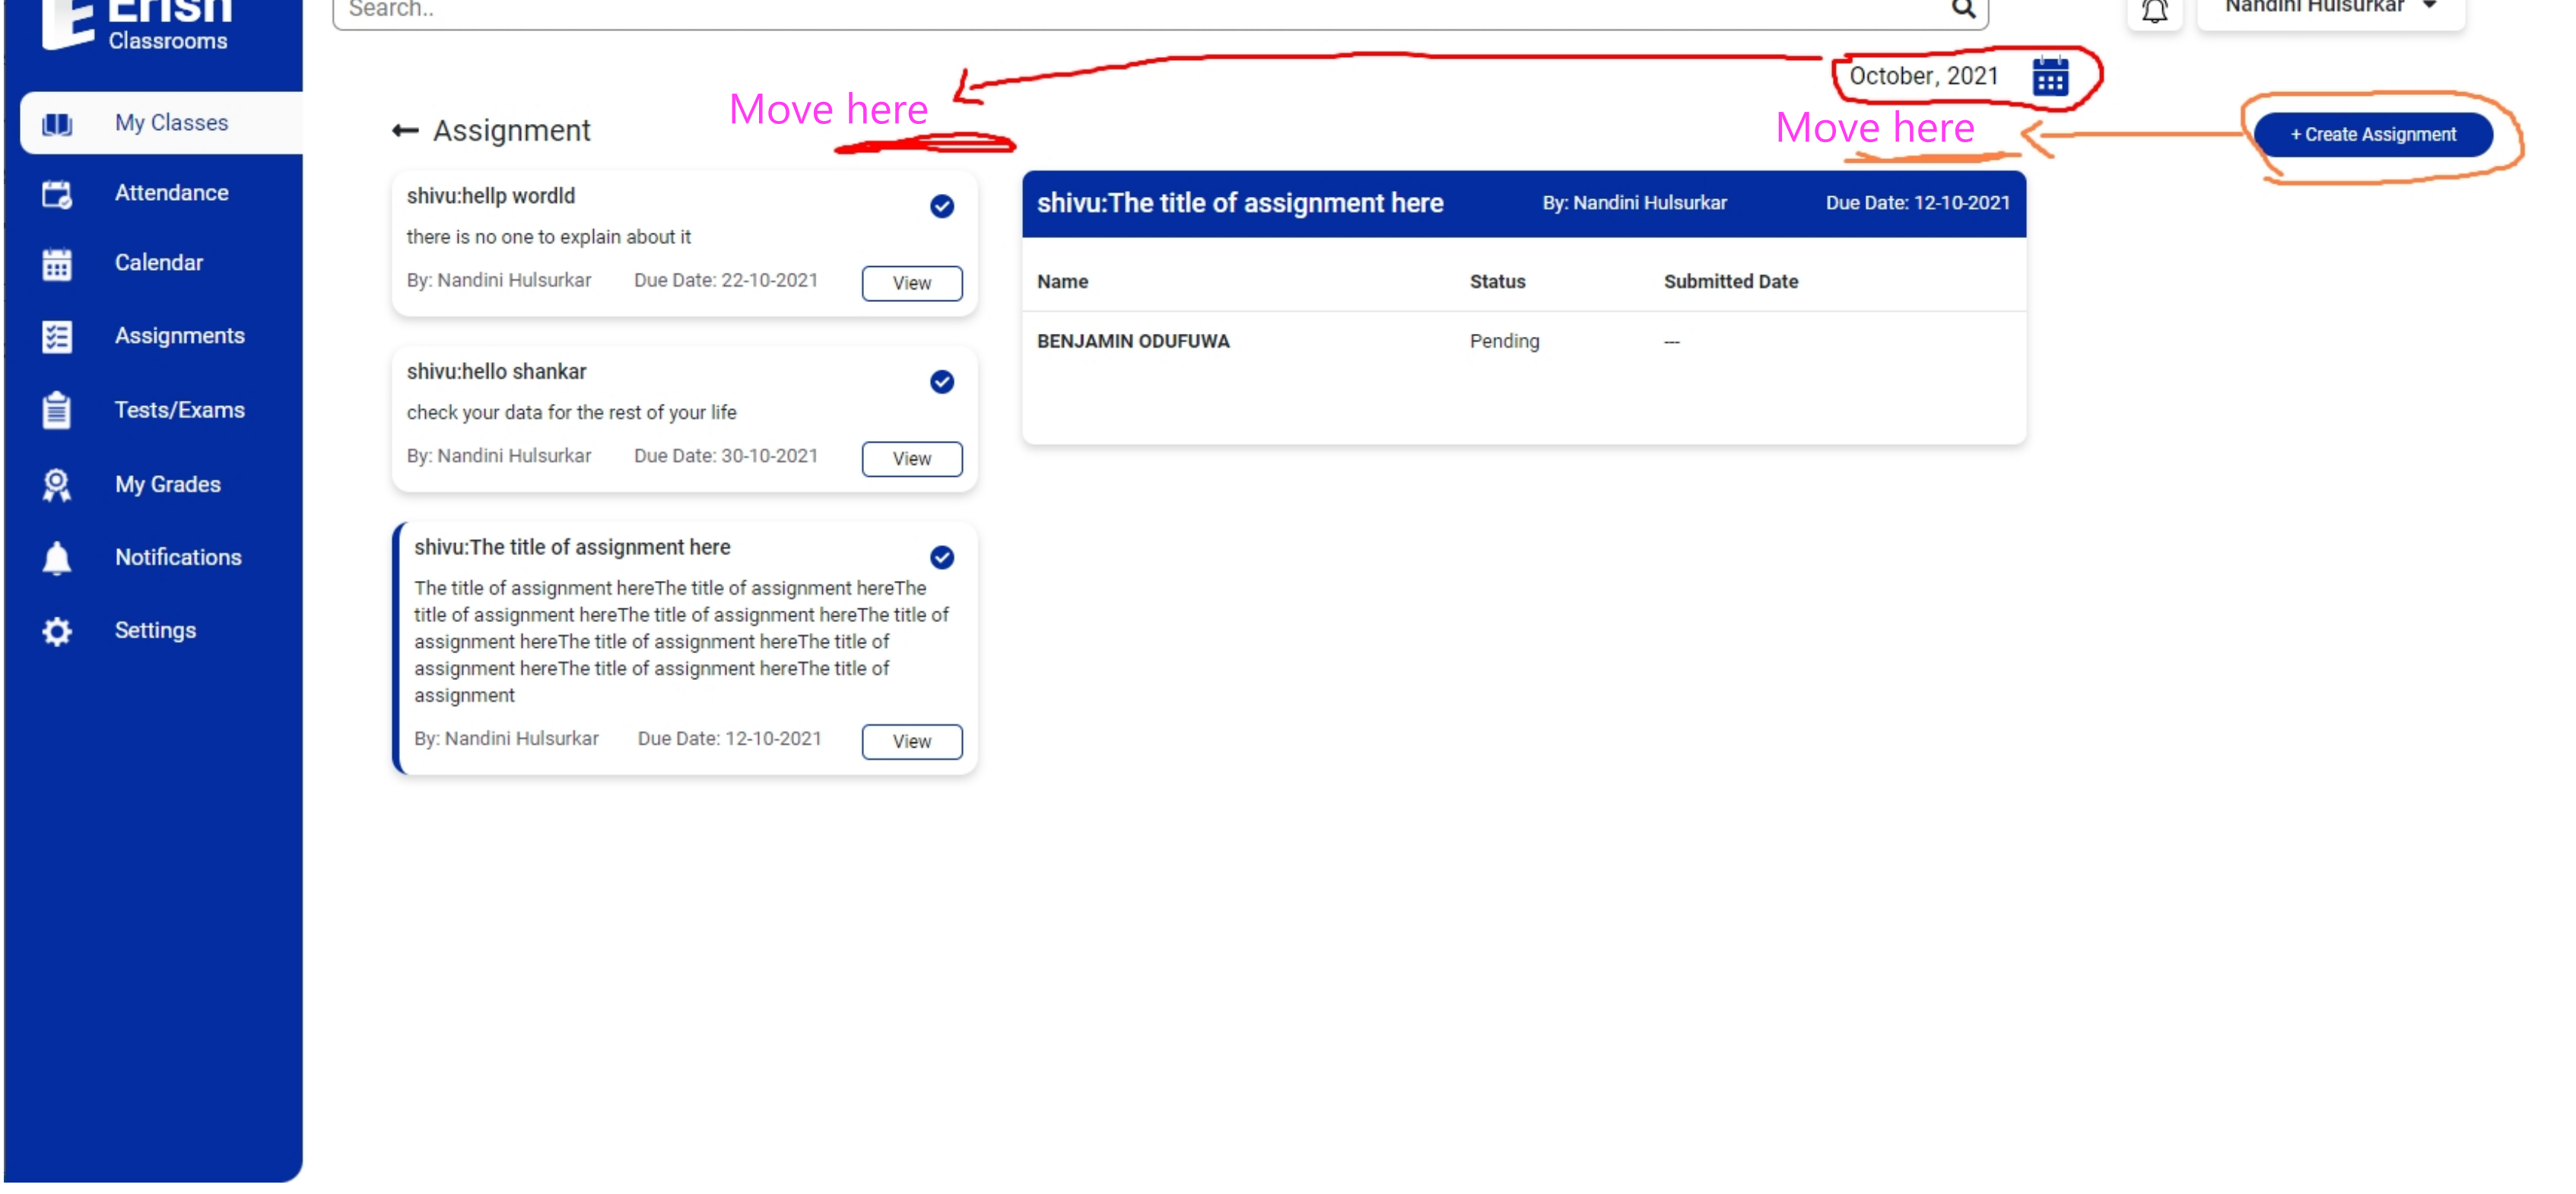 Erish
Classrooms
Search..
Nandini Hulsurkar
October, 2021
My Classes
Attendance
Calendar
Assignments
Tests/Exams
My Grades
Notifications
Settings
Assignment
Move here
Move here
+ Create Assignment
shivu:hellp wordld
there is no one to explain about it
By: Nandini Hulsurkar Due Date: 22-10-2021 View
shivu:hello shankar
check your data for the rest of your life
By: Nandini Hulsurkar Due Date: 30-10-2021 View
shivu:The title of assignment here
The title of assignment hereThe title of assignment hereThe
title of assignment hereThe title of assignment hereThe title of
assignment hereThe title of assignment hereThe title of
assignment hereThe title of assignment hereThe title of
assignment
By: Nandini Hulsurkar Due Date: 12-10-2021 View
shivu:The title of assignment here By: Nandini Hulsurkar Due Date: 12-10-2021
Name Status Submitted Date
BENJAMIN ODUFUWA Pending ---